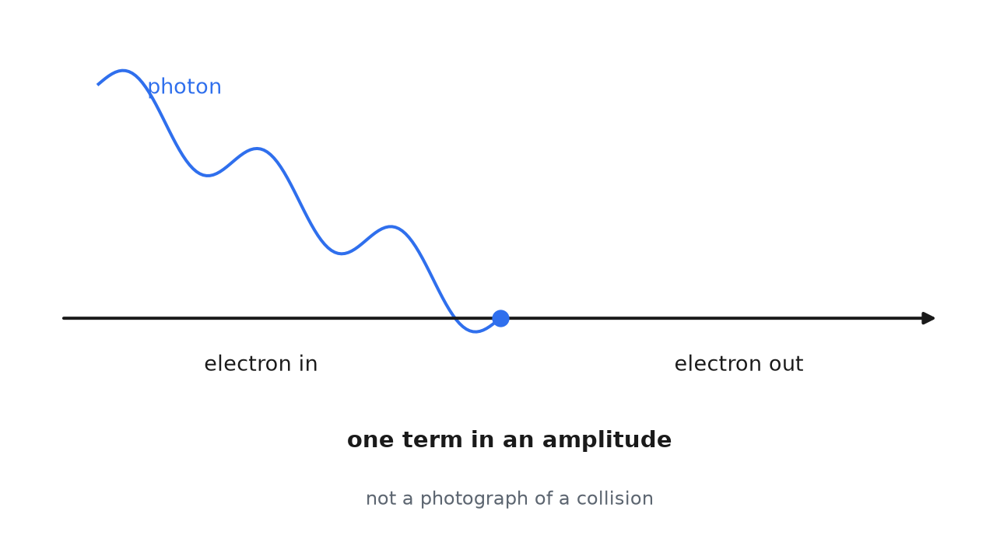 photon
electron in
electron out
one term in an amplitude
not a photograph of a collision